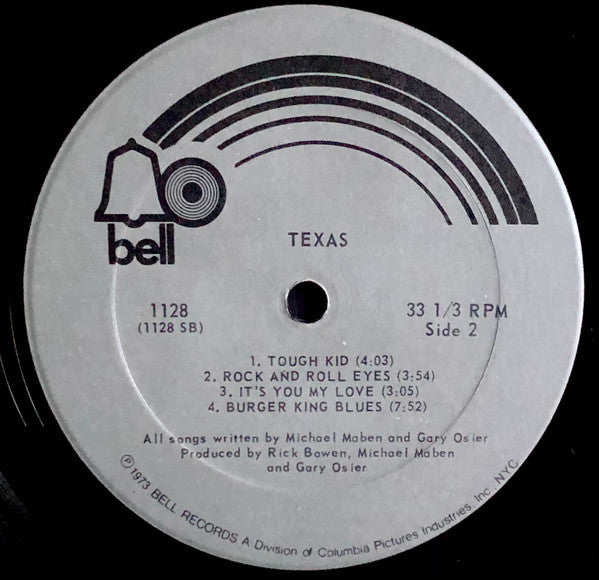 bell
TEXAS
1128
(1128 SB)
33 1/3 RPM
Side 2
1. TOUGH KID (4:03)
2. ROCK AND ROLL EYES (3:54)
3. IT'S YOU MY LOVE (3:05)
4. BURGER KING BLUES (7:52)
All songs written by Michael Maben and Gary Osier
Produced by Rick Bowen, Michael Maben
and Gary Osier
℗1973 BELL RECORDS A Division of Columbia Pictures Industries, Inc. NYC.